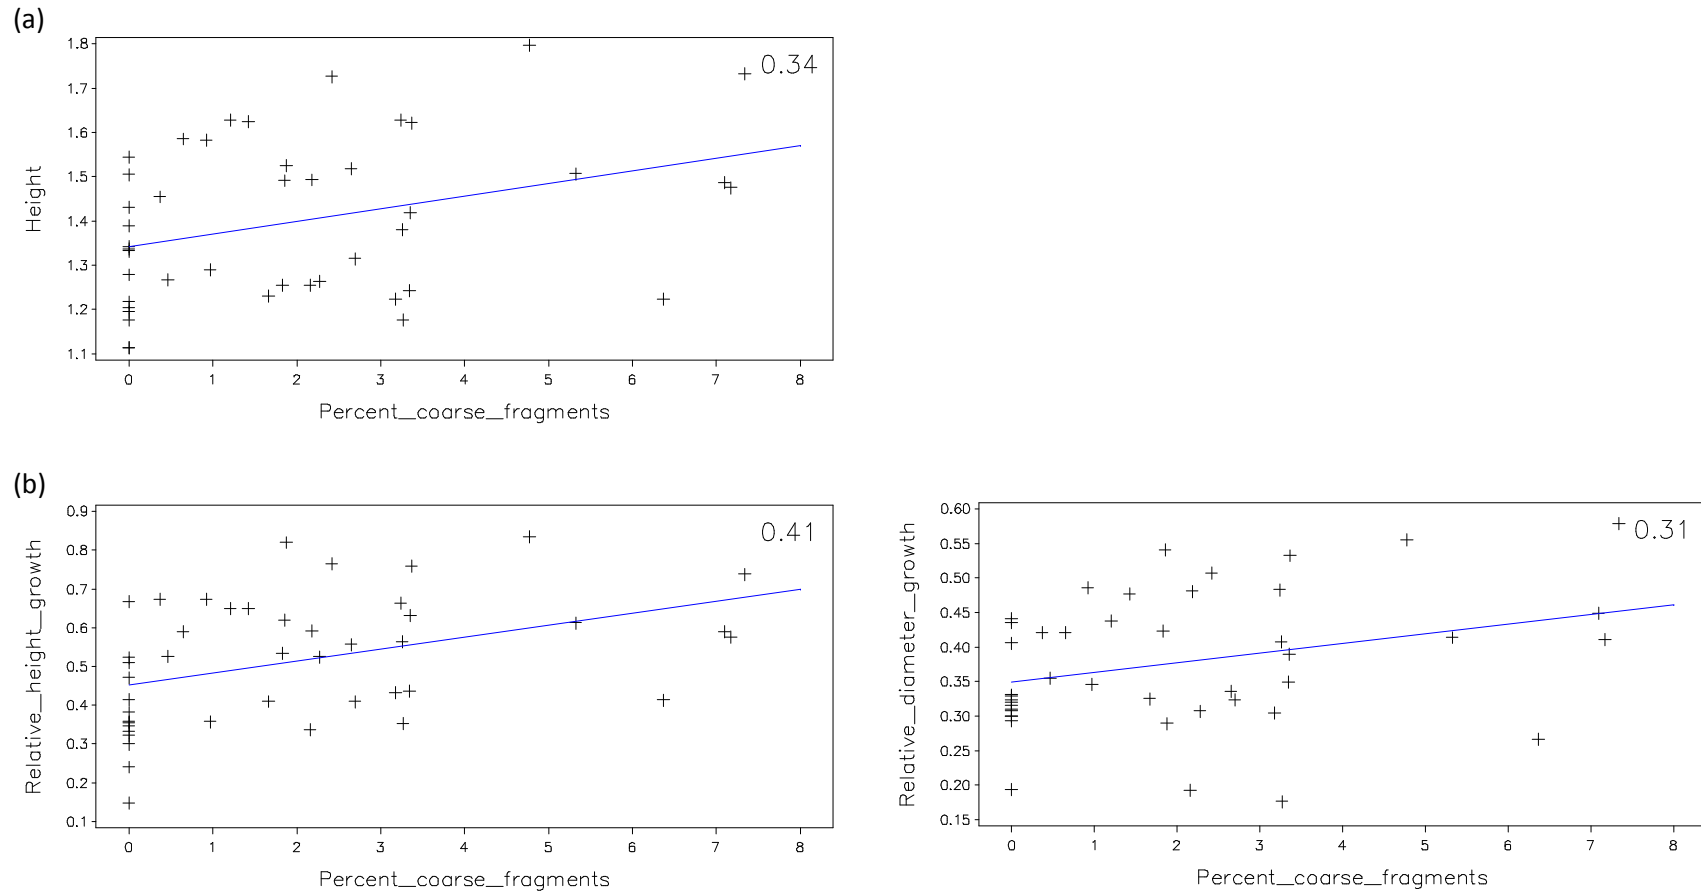 (a)
1.8
1.7
1.6
1.5
1.4
1.3
1.2
1.1
Height
0.34
0 1 2 3 4 5 6 7 8
Percent_coarse_fragments
(b)
0.9
0.8
0.7
0.6
0.5
0.4
0.3
0.2
0.1
Relative_height_growth
0.41
0 1 2 3 4 5 6 7 8
Percent_coarse_fragments
0.60
0.55
0.50
0.45
0.40
0.35
0.30
0.25
0.20
0.15
Relative_diameter_growth
0.31
0 1 2 3 4 5 6 7 8
Percent_coarse_fragments